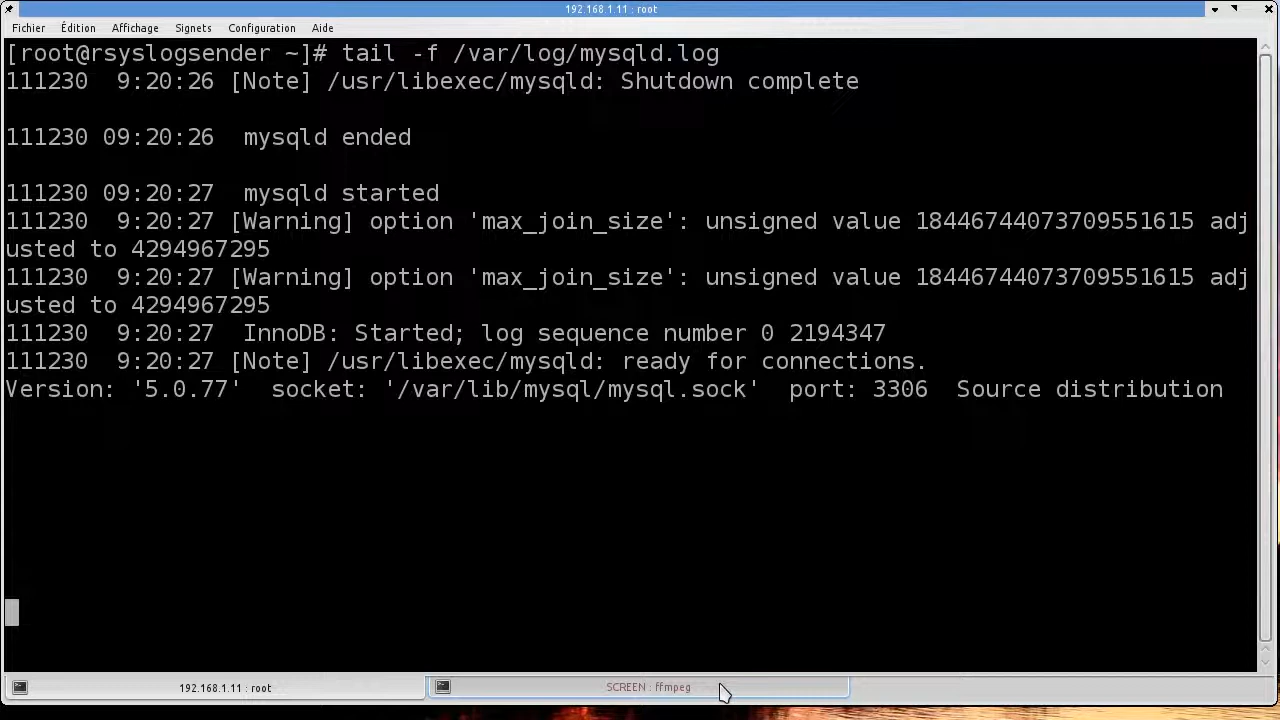 192.168.1.11 : root
Fichier Édition Affichage Signets Configuration Aide
[root@rsyslogsender ~]# tail -f /var/log/mysqld.log
111230  9:20:26 [Note] /usr/libexec/mysqld: Shutdown complete
111230 09:20:26  mysqld ended
111230 09:20:27  mysqld started
111230  9:20:27 [Warning] option 'max_join_size': unsigned value 18446744073709551615 adj
usted to 4294967295
111230  9:20:27 [Warning] option 'max_join_size': unsigned value 18446744073709551615 adj
usted to 4294967295
111230  9:20:27  InnoDB: Started; log sequence number 0 2194347
111230  9:20:27 [Note] /usr/libexec/mysqld: ready for connections.
Version: '5.0.77'  socket: '/var/lib/mysql/mysql.sock'  port: 3306  Source distribution
192.168.1.11 : root
SCREEN : ffmpeg